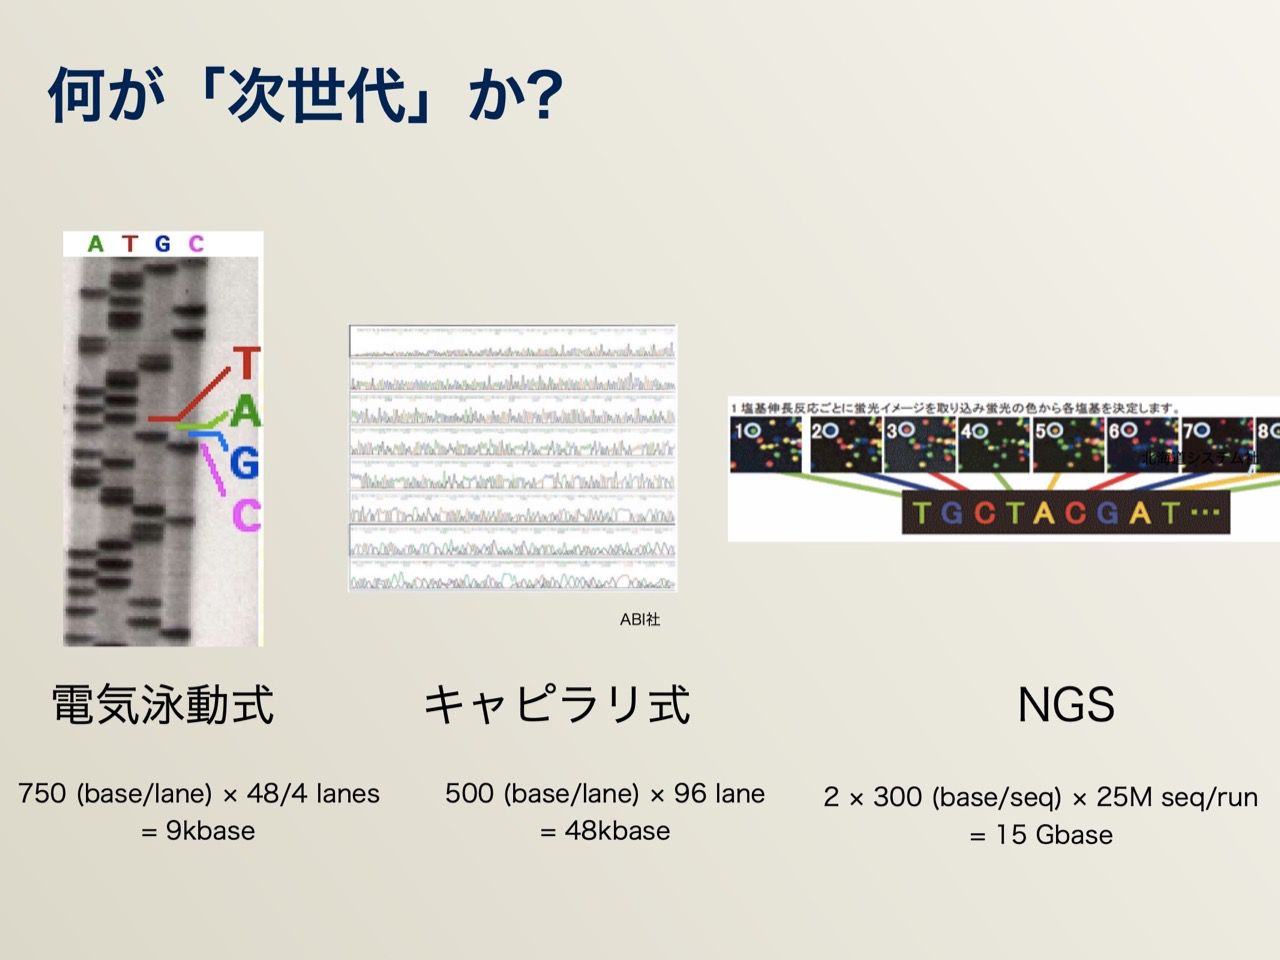 何が「次世代」か?
A T G C
T
A
G
C
1塩基伸長反応ごとに蛍光イメージを取り込み蛍光の色から各塩基を決定します。
1 2 3 4 5 6 7 8
北海道システム社
T G C T A C G A T ⋯
ABI社
電気泳動式
キャピラリ式
NGS
750 (base/lane) × 48/4 lanes
= 9kbase
500 (base/lane) × 96 lane
= 48kbase
2 × 300 (base/seq) × 25M seq/run
= 15 Gbase